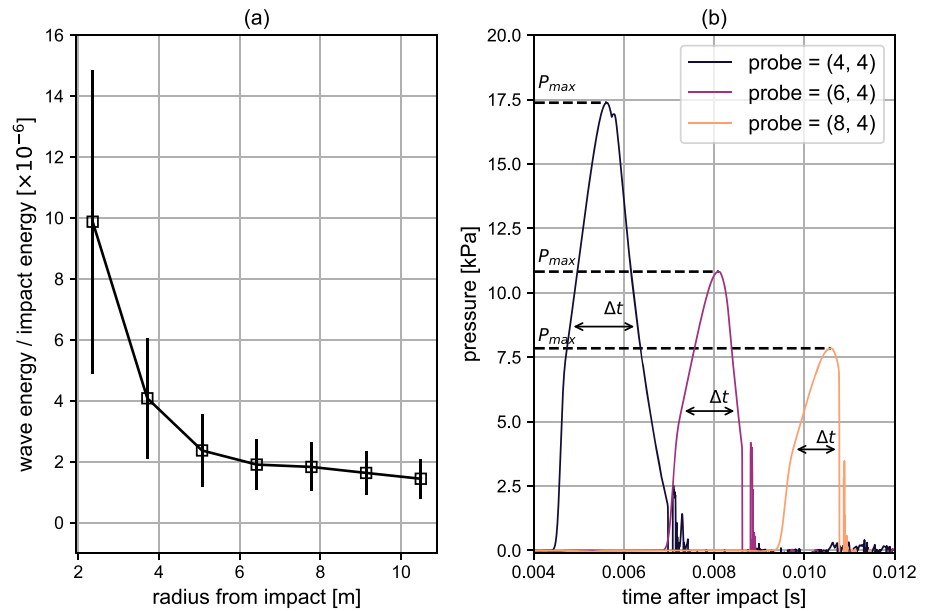 (a)
wave energy / impact energy [×10⁻⁶]
16
14
12
10
8
6
4
2
0
2
4
6
8
10
radius from impact [m]
(b)
pressure [kPa]
20.0
17.5
15.0
12.5
10.0
7.5
5.0
2.5
0.0
probe = (4, 4)
probe = (6, 4)
probe = (8, 4)
P_max
P_max
Δt
P_max
Δt
Δt
0.004
0.006
0.008
0.010
0.012
time after impact [s]